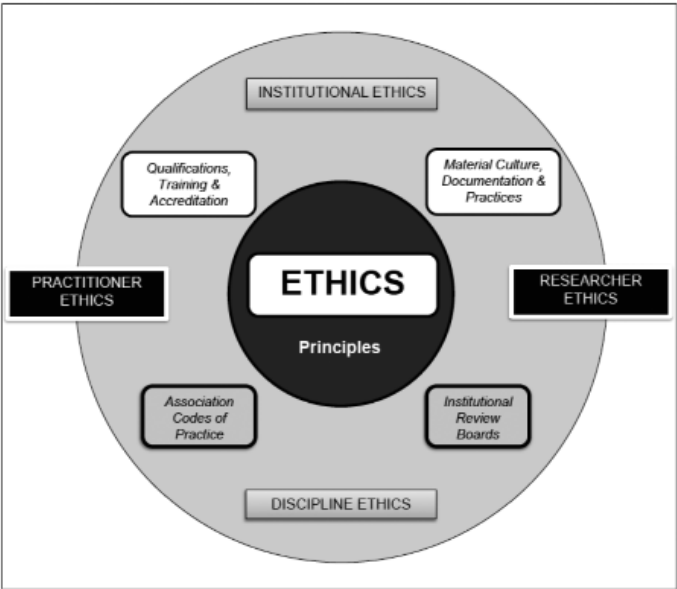 INSTITUTIONAL ETHICS
Qualifications,
Training &
Accreditation
Material Culture,
Documentation &
Practices
PRACTITIONER
ETHICS
ETHICS
Principles
RESEARCHER
ETHICS
Association
Codes of
Practice
Institutional
Review
Boards
DISCIPLINE ETHICS